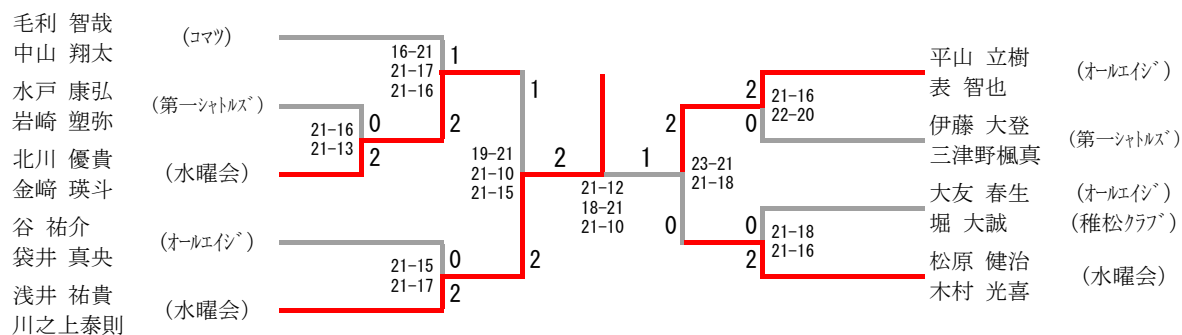 毛利 智哉
中山 翔太
(コマツ)
水戸 康弘
岩崎 塑弥
(第一シャトルズ)
北川 優貴
金﨑 瑛斗
(水曜会)
谷 祐介
袋井 真央
(オールエイジ)
浅井 祐貴
川之上泰則
(水曜会)
16-21
21-17
21-16
1
2
21-16
21-13
0
2
21-15
21-17
0
2
19-21
21-10
21-15
1
2
2
21-12
18-21
21-10
1
2
0
23-21
21-18
2
0
21-16
22-20
0
2
21-18
21-16
平山 立樹
表 智也
(オールエイジ)
伊藤 大登
三津野楓真
(第一シャトルズ)
大友 春生
堀 大誠
(オールエイジ)
(稚松クラブ)
松原 健治
木村 光喜
(水曜会)